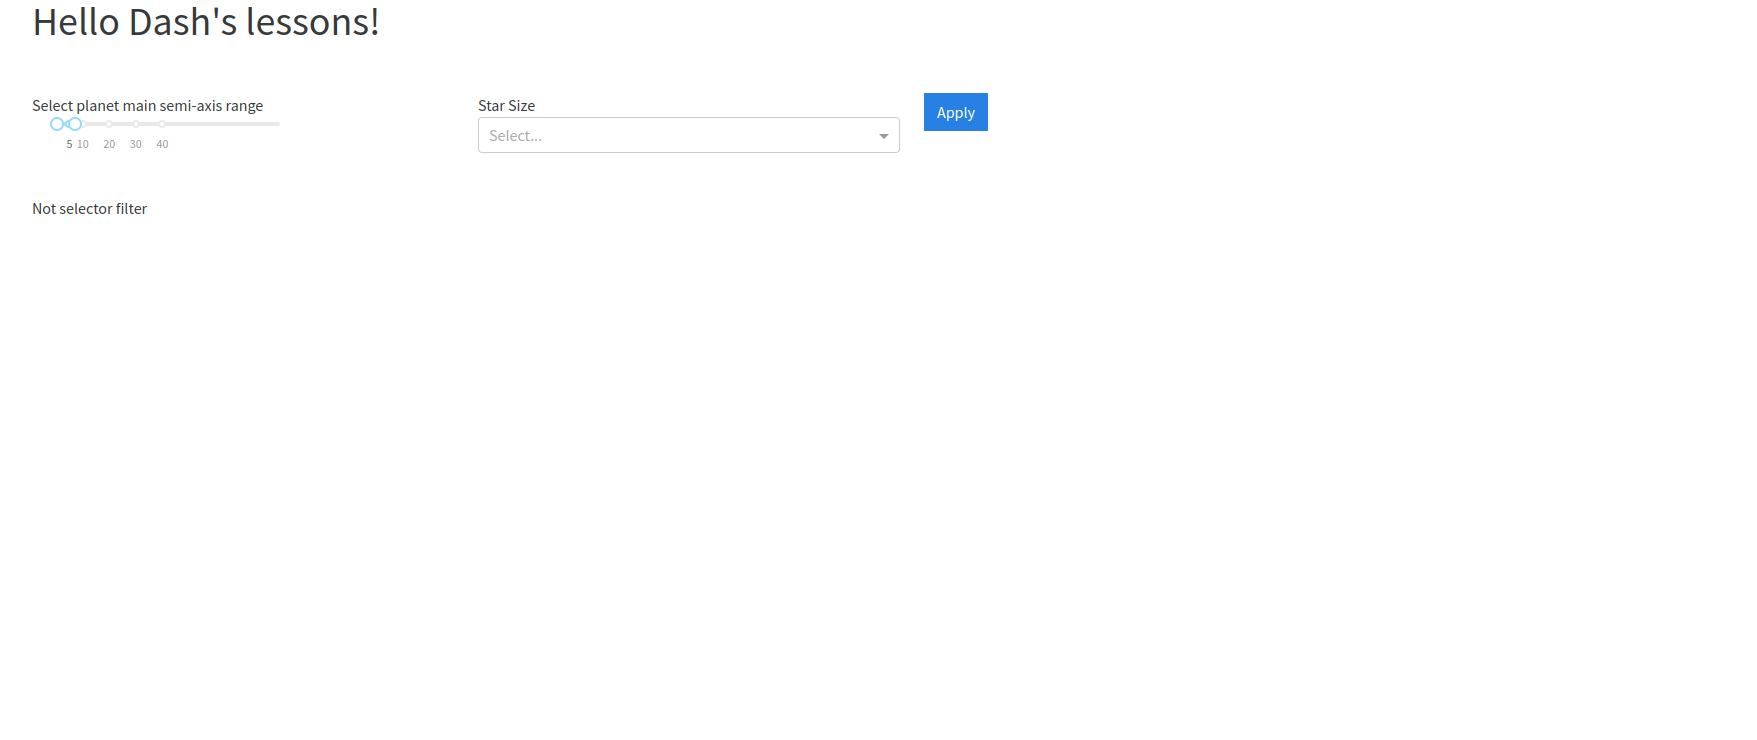 Hello Dash's lessons!
Select planet main semi-axis range
5 10 20 30 40
Star Size
Select...
Apply
Not selector filter